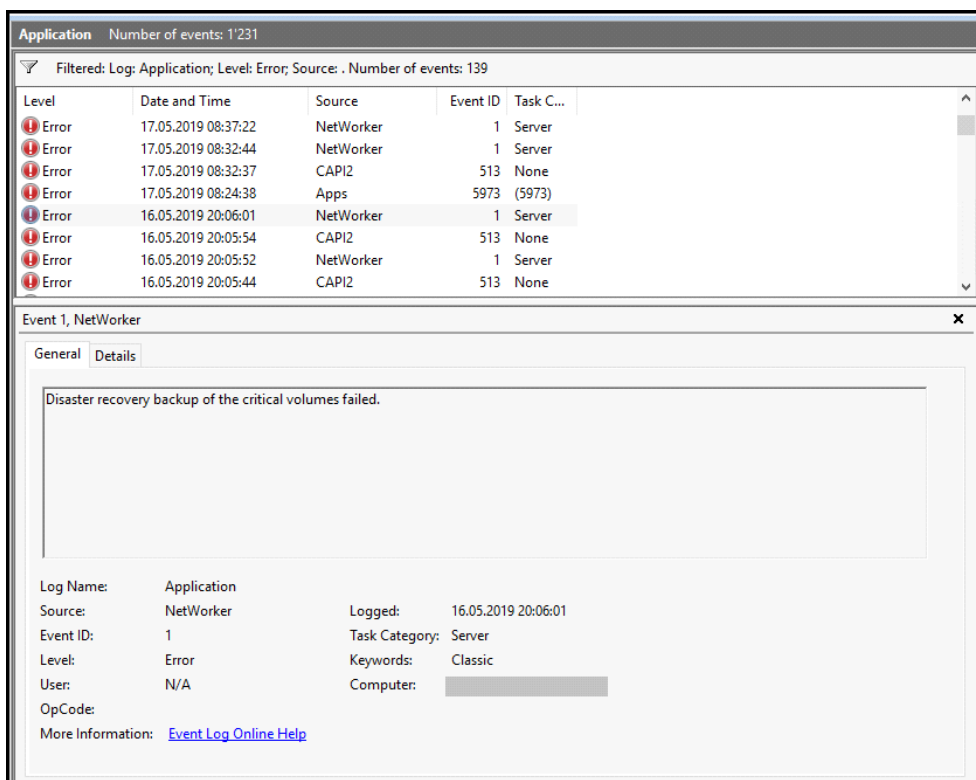 Application Number of events: 1'231
Filtered: Log: Application; Level: Error; Source: . Number of events: 139
Level Date and Time Source Event ID Task C...
Error 17.05.2019 08:37:22 NetWorker 1 Server
Error 17.05.2019 08:32:44 NetWorker 1 Server
Error 17.05.2019 08:32:37 CAPI2 513 None
Error 17.05.2019 08:24:38 Apps 5973 (5973)
Error 16.05.2019 20:06:01 NetWorker 1 Server
Error 16.05.2019 20:05:54 CAPI2 513 None
Error 16.05.2019 20:05:52 NetWorker 1 Server
Error 16.05.2019 20:05:44 CAPI2 513 None
Event 1, NetWorker
General Details
Disaster recovery backup of the critical volumes failed.
Log Name: Application
Source: NetWorker Logged: 16.05.2019 20:06:01
Event ID: 1 Task Category: Server
Level: Error Keywords: Classic
User: N/A Computer:
OpCode:
More Information: Event Log Online Help